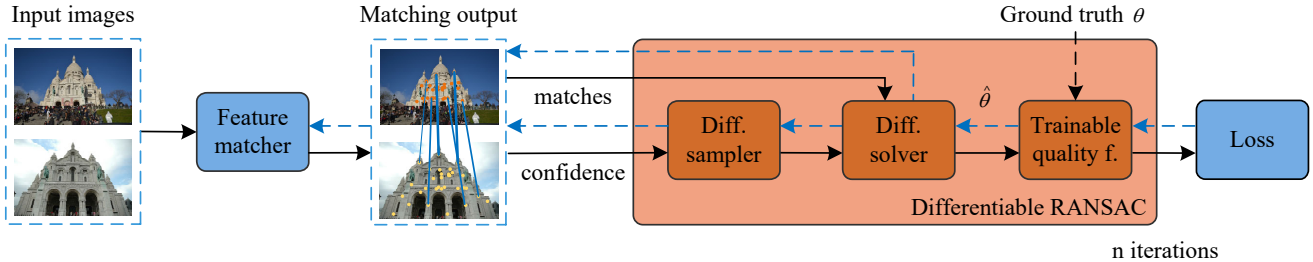 Input images
Matching output
Ground truth θ
Feature
matcher
matches
confidence
Diff.
sampler
Diff.
solver
θ̂
Trainable
quality f.
Loss
Differentiable RANSAC
n iterations